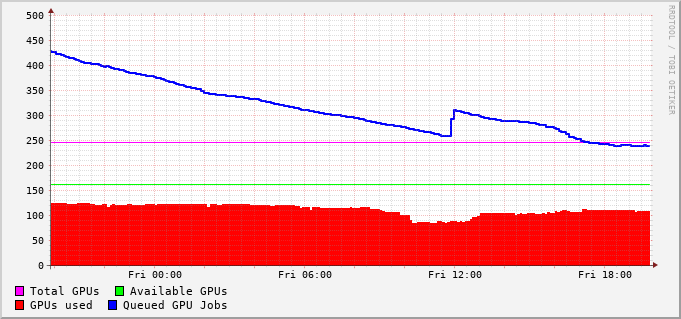 500
450
400
350
300
250
200
150
100
50
0
Fri 00:00 Fri 06:00 Fri 12:00 Fri 18:00
Total GPUs Available GPUs
GPUs used Queued GPU Jobs
RRDTOOL / TOBI OETIKER